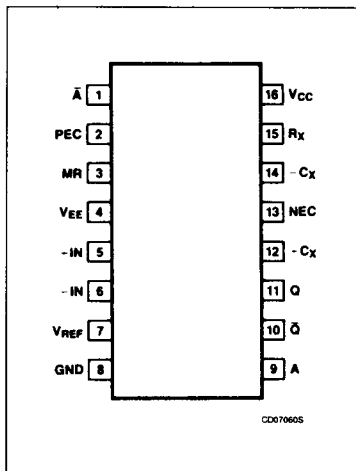 Ā 1 16 VCC
PEC 2 15 RX
MR 3 14 -CX
VEE 4 13 NEC
-IN 5 12 -CX
-IN 6 11 Q
VREF 7 10 Q̄
GND 8 9 A
CD07060S